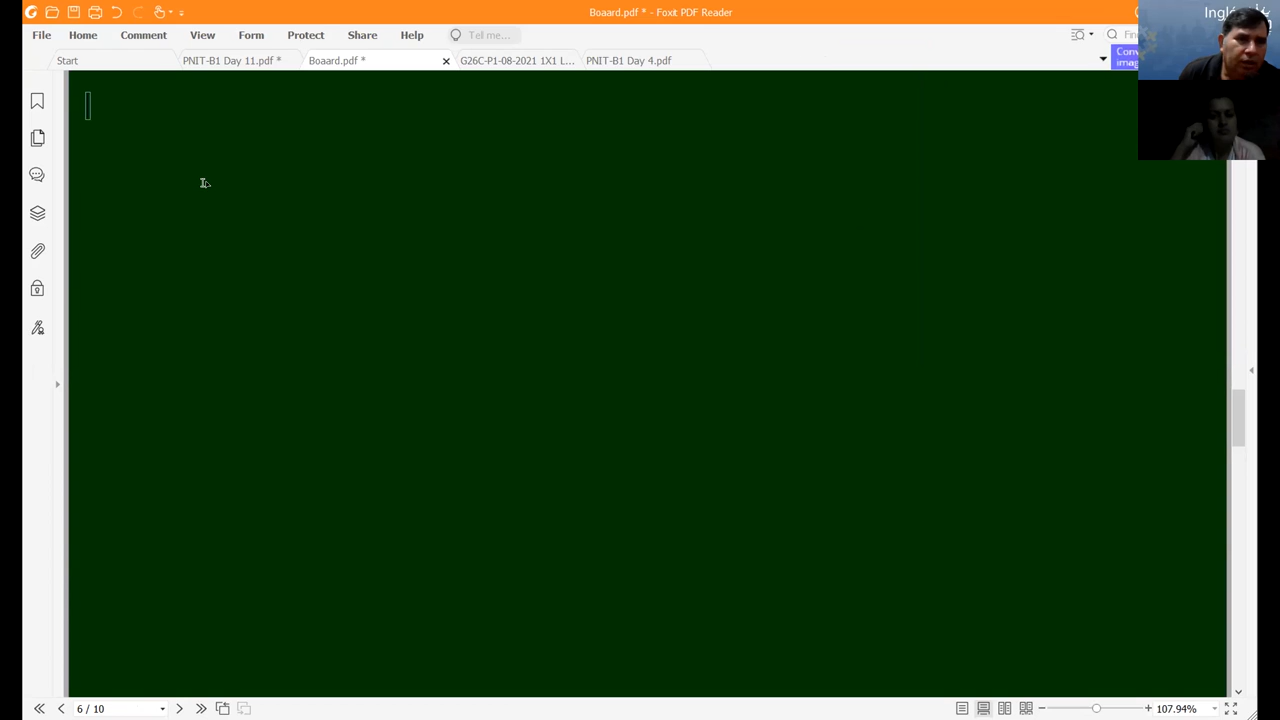 Boaard.pdf * - Foxit PDF Reader
Inglé
File Home Comment View Form Protect Share Help Tell me...
Start PNIT-B1 Day 11.pdf * Boaard.pdf * G26C-P1-08-2021 1X1 L... PNIT-B1 Day 4.pdf
6 / 10 107.94%